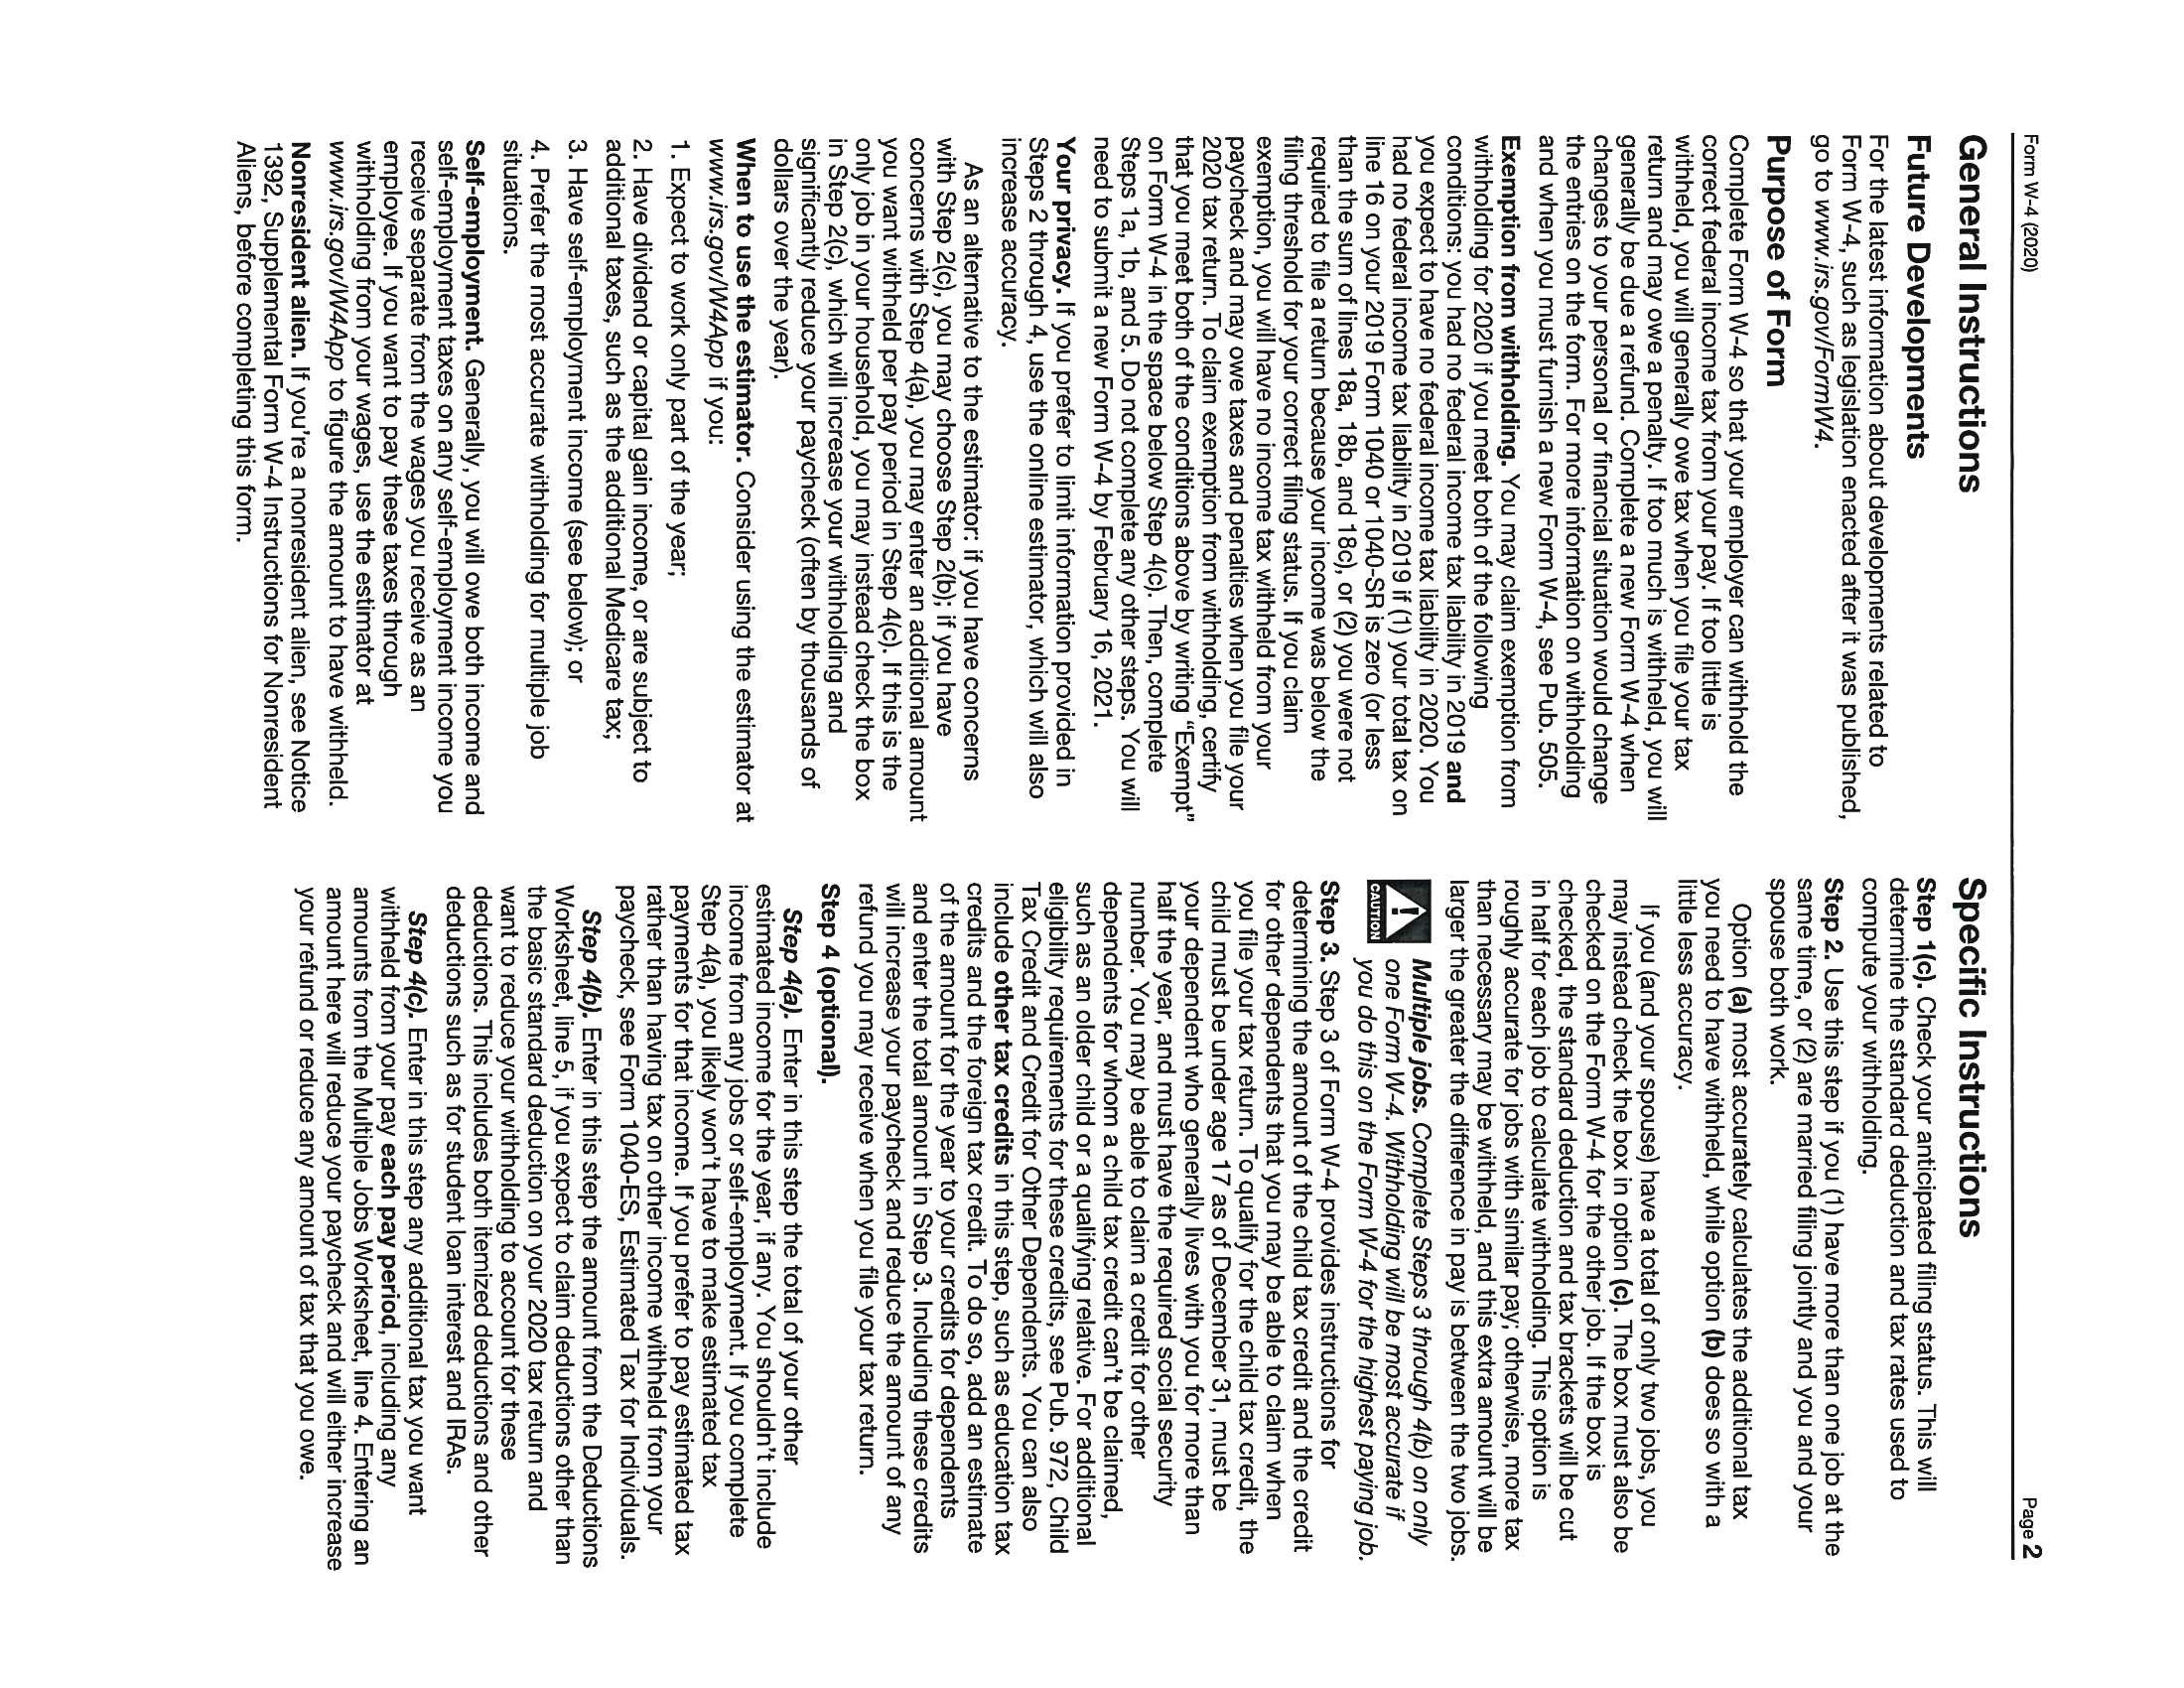 Form W-4 (2020)
Page 2
General Instructions
Future Developments
For the latest information about developments related to
Form W-4, such as legislation enacted after it was published,
go to www.irs.gov/FormW4.
Purpose of Form
Complete Form W-4 so that your employer can withhold the
correct federal income tax from your pay. If too little is
withheld, you will generally owe tax when you file your tax
return and may owe a penalty. If too much is withheld, you will
generally be due a refund. Complete a new Form W-4 when
changes to your personal or financial situation would change
the entries on the form. For more information on withholding
and when you must furnish a new Form W-4, see Pub. 505.
Exemption from withholding. You may claim exemption from
withholding for 2020 if you meet both of the following
conditions: you had no federal income tax liability in 2019 and
you expect to have no federal income tax liability in 2020. You
had no federal income tax liability in 2019 if (1) your total tax on
line 16 on your 2019 Form 1040 or 1040-SR is zero (or less
than the sum of lines 18a, 18b, and 18c), or (2) you were not
required to file a return because your income was below the
filing threshold for your correct filing status. If you claim
exemption, you will have no income tax withheld from your
paycheck and may owe taxes and penalties when you file your
2020 tax return. To claim exemption from withholding, certify
that you meet both of the conditions above by writing “Exempt”
on Form W-4 in the space below Step 4(c). Then, complete
Steps 1a, 1b, and 5. Do not complete any other steps. You will
need to submit a new Form W-4 by February 16, 2021.
Your privacy. If you prefer to limit information provided in
Steps 2 through 4, use the online estimator, which will also
increase accuracy.
As an alternative to the estimator: if you have concerns
with Step 2(c), you may choose Step 2(b); if you have
concerns with Step 4(a), you may enter an additional amount
you want withheld per pay period in Step 4(c). If this is the
only job in your household, you may instead check the box
in Step 2(c), which will increase your withholding and
significantly reduce your paycheck (often by thousands of
dollars over the year).
When to use the estimator. Consider using the estimator at
www.irs.gov/W4App if you:
1. Expect to work only part of the year;
2. Have dividend or capital gain income, or are subject to
additional taxes, such as the additional Medicare tax;
3. Have self-employment income (see below); or
4. Prefer the most accurate withholding for multiple job
situations.
Self-employment. Generally, you will owe both income and
self-employment taxes on any self-employment income you
receive separate from the wages you receive as an
employee. If you want to pay these taxes through
withholding from your wages, use the estimator at
www.irs.gov/W4App to figure the amount to have withheld.
Nonresident alien. If you’re a nonresident alien, see Notice
1392, Supplemental Form W-4 Instructions for Nonresident
Aliens, before completing this form.
Specific Instructions
Step 1(c). Check your anticipated filing status. This will
determine the standard deduction and tax rates used to
compute your withholding.
Step 2. Use this step if you (1) have more than one job at the
same time, or (2) are married filing jointly and you and your
spouse both work.
Option (a) most accurately calculates the additional tax
you need to have withheld, while option (b) does so with a
little less accuracy.
If you (and your spouse) have a total of only two jobs, you
may instead check the box in option (c). The box must also be
checked on the Form W-4 for the other job. If the box is
checked, the standard deduction and tax brackets will be cut
in half for each job to calculate withholding. This option is
roughly accurate for jobs with similar pay; otherwise, more tax
than necessary may be withheld, and this extra amount will be
larger the greater the difference in pay is between the two jobs.
! CAUTION
Multiple jobs. Complete Steps 3 through 4(b) on only
one Form W-4. Withholding will be most accurate if
you do this on the Form W-4 for the highest paying job.
Step 3. Step 3 of Form W-4 provides instructions for
determining the amount of the child tax credit and the credit
for other dependents that you may be able to claim when
you file your tax return. To qualify for the child tax credit, the
child must be under age 17 as of December 31, must be
your dependent who generally lives with you for more than
half the year, and must have the required social security
number. You may be able to claim a credit for other
dependents for whom a child tax credit can’t be claimed,
such as an older child or a qualifying relative. For additional
eligibility requirements for these credits, see Pub. 972, Child
Tax Credit and Credit for Other Dependents. You can also
include other tax credits in this step, such as education tax
credits and the foreign tax credit. To do so, add an estimate
of the amount for the year to your credits for dependents
and enter the total amount in Step 3. Including these credits
will increase your paycheck and reduce the amount of any
refund you may receive when you file your tax return.
Step 4 (optional).
Step 4(a). Enter in this step the total of your other
estimated income for the year, if any. You shouldn’t include
income from any jobs or self-employment. If you complete
Step 4(a), you likely won’t have to make estimated tax
payments for that income. If you prefer to pay estimated tax
rather than having tax on other income withheld from your
paycheck, see Form 1040-ES, Estimated Tax for Individuals.
Step 4(b). Enter in this step the amount from the Deductions
Worksheet, line 5, if you expect to claim deductions other than
the basic standard deduction on your 2020 tax return and
want to reduce your withholding to account for these
deductions. This includes both itemized deductions and other
deductions such as for student loan interest and IRAs.
Step 4(c). Enter in this step any additional tax you want
withheld from your pay each pay period, including any
amounts from the Multiple Jobs Worksheet, line 4. Entering an
amount here will reduce your paycheck and will either increase
your refund or reduce any amount of tax that you owe.